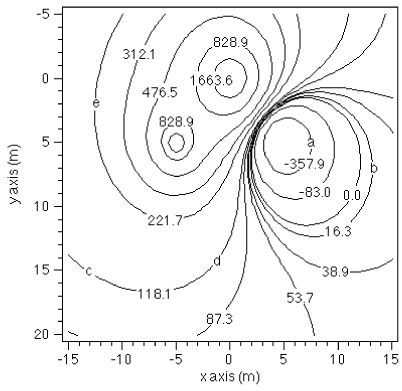 -5
828.9
312.1
0
1663.6
476.5
e
828.9
5
a
-357.9
b
-83.0
0.0
y axis (m)
10
221.7
16.3
c
d
15
38.9
118.1
53.7
87.3
20
-15 -10 -5 0 5 10 15
x axis (m)